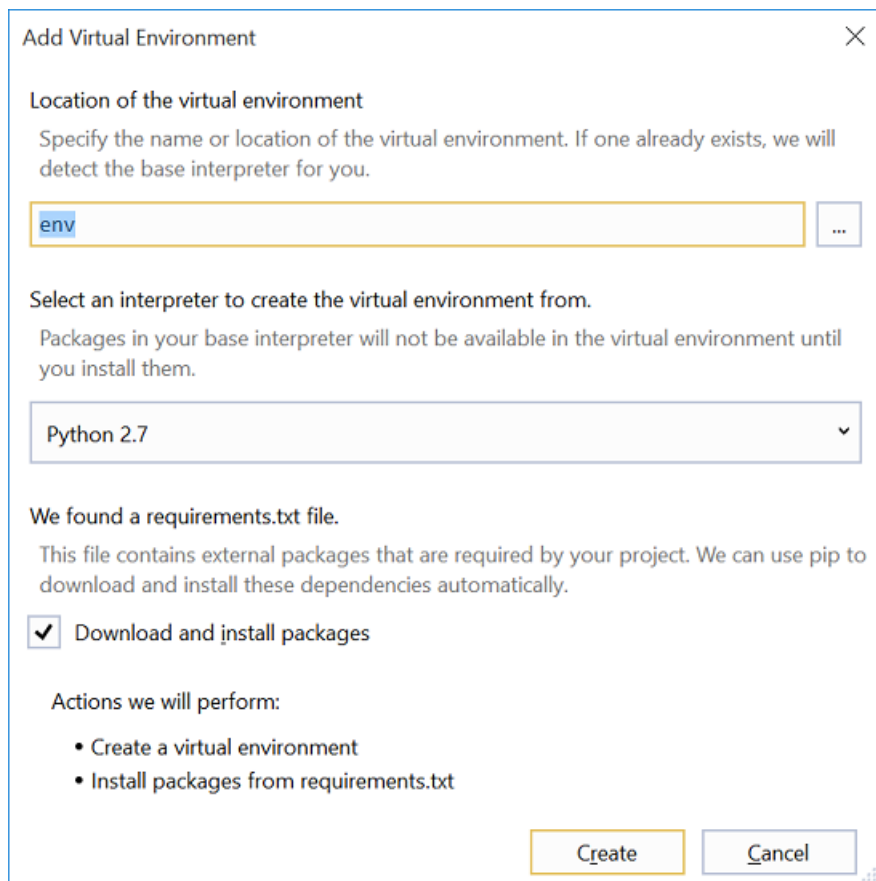 Add Virtual Environment
Location of the virtual environment
Specify the name or location of the virtual environment. If one already exists, we will
detect the base interpreter for you.
env
...
Select an interpreter to create the virtual environment from.
Packages in your base interpreter will not be available in the virtual environment until
you install them.
Python 2.7
We found a requirements.txt file.
This file contains external packages that are required by your project. We can use pip to
download and install these dependencies automatically.
Download and install packages
Actions we will perform:
• Create a virtual environment
• Install packages from requirements.txt
Create
Cancel